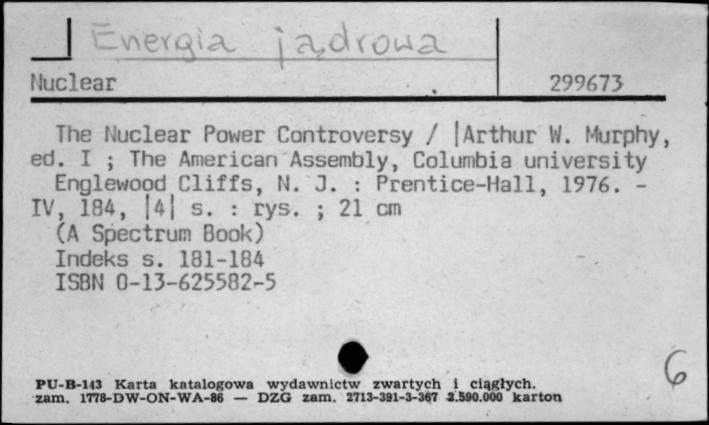 Energia jądrowa
Nuclear 299673
The Nuclear Power Controversy / |Arthur W. Murphy,
ed. I ; The American Assembly, Columbia university
Englewood Cliffs, N. J. : Prentice-Hall, 1976. -
IV, 184, |4| s. : rys. ; 21 cm
(A Spectrum Book)
Indeks s. 181-184
ISBN 0-13-625582-5
6
PU-B-143 Karta katalogowa wydawnictw zwartych i ciągłych.
zam. 1778-DW-ON-WA-86 — DZG zam. 2713-391-3-367 2.590.000 karton